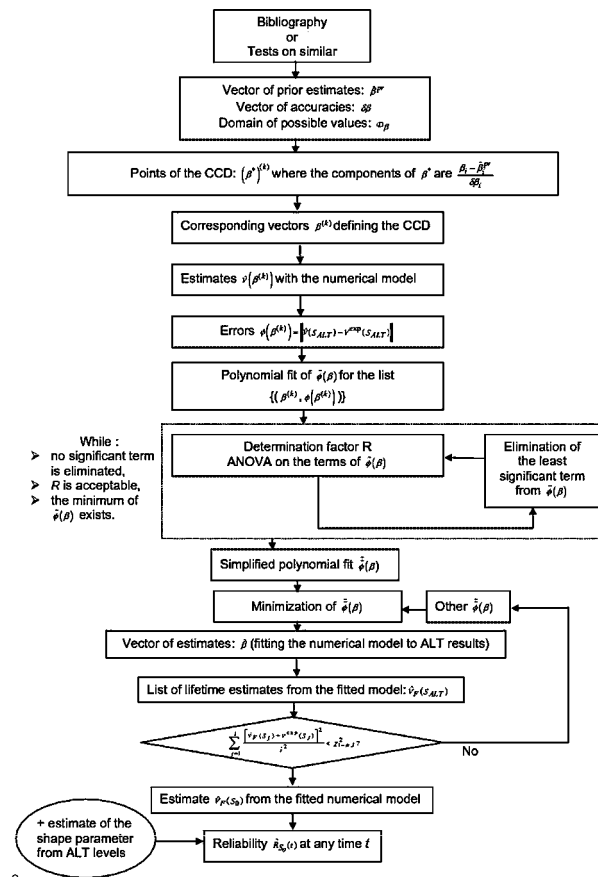 Bibliography
or
Tests on similar
Vector of prior estimates: β^pr
Vector of accuracies: δβ
Domain of possible values: Φ_β
Points of the CCD: (β*)^(k) where the components of β* are (β_i − β̂_i^pr) / δβ_i
Corresponding vectors β^(k) defining the CCD
Estimates ν̂(β^(k)) with the numerical model
Errors ϕ(β^(k)) = ‖ν̂(S_ALT) − ν^exp(S_ALT)‖
Polynomial fit of ϕ̃(β) for the list
{( β^(k), ϕ(β^(k)) )}
While :
➢ no significant term
is eliminated,
➢ R is acceptable,
➢ the minimum of
ϕ̃(β) exists.
Determination factor R
ANOVA on the terms of ϕ̃(β)
Elimination of
the least
significant term
from ϕ̃(β)
Simplified polynomial fit ϕ̃(β)
Minimization of ϕ̃(β)
Other ϕ̃(β)
Vector of estimates: β̂ (fitting the numerical model to ALT results)
List of lifetime estimates from the fitted model: ν̂_F(S_ALT)
No
Estimate ν̂_F(S_0) from the fitted numerical model
+ estimate of the
shape parameter
from ALT levels
Reliability R̂_S0(t) at any time t